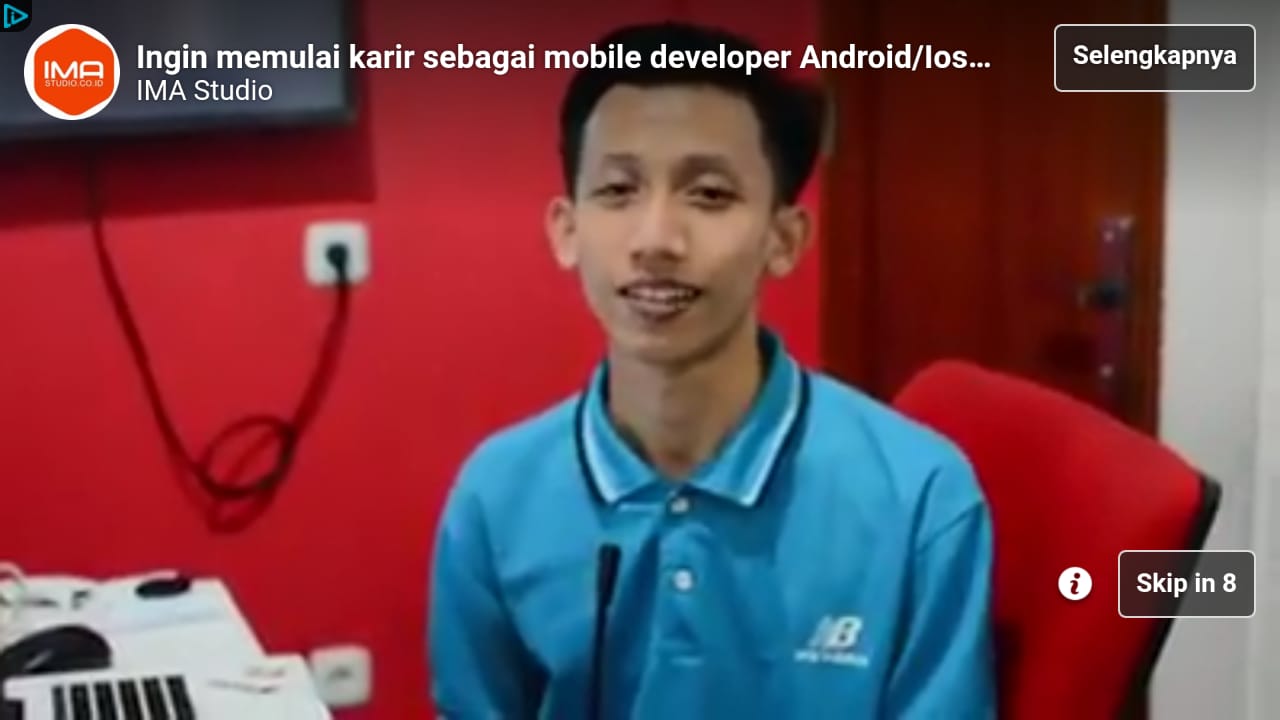 Ingin memulai karir sebagai mobile developer Android/Ios…
IMA Studio
Selengkapnya
IMA
STUDIO.CO.ID
Skip in 8